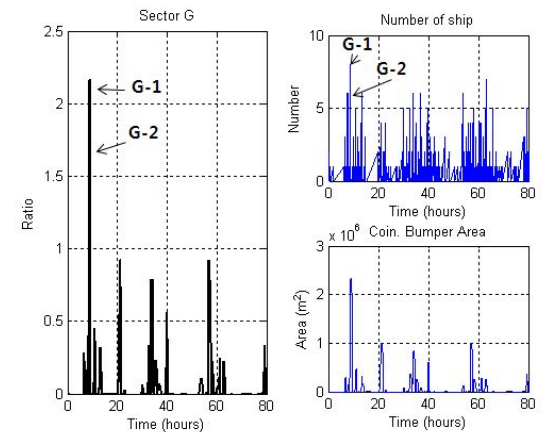 Sector G
2.5
2
1.5
1
0.5
0
Ratio
G-1
G-2
0 20 40 60 80
Time (hours)
Number of ship
10
5
0
Number
G-1
G-2
0 20 40 60 80
Time (hours)
x 10^6 Coin. Bumper Area
3
2
1
0
Area (m²)
0 20 40 60 80
Time (hours)